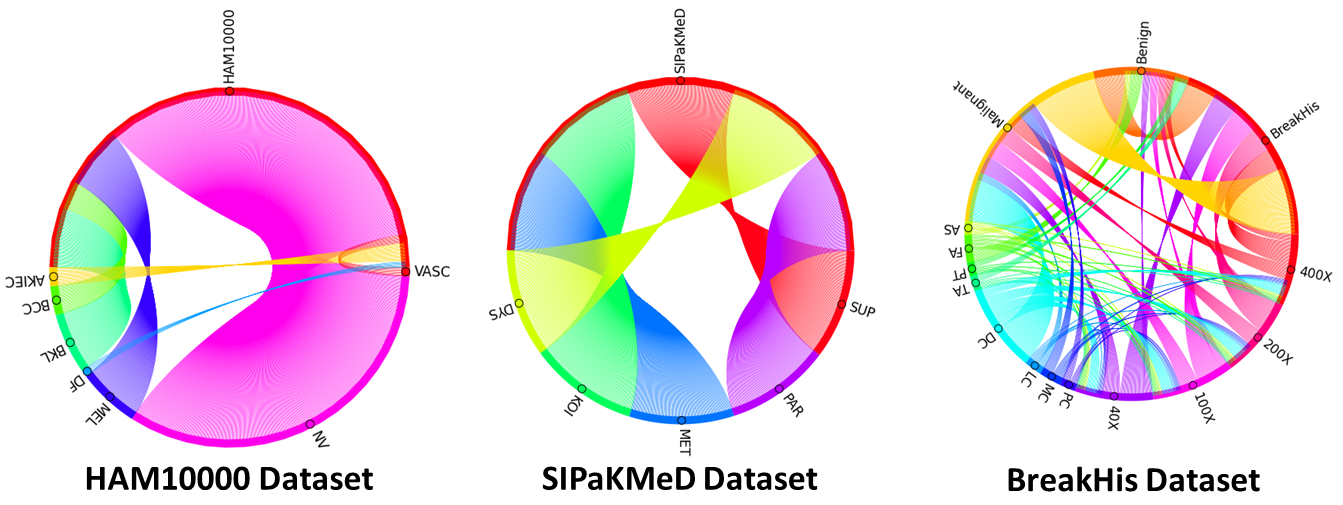 HAM10000
VASC
AKIEC
BCC
BKL
DF
MEL
NV
HAM10000 Dataset
SIPaKMeD
SUP
DYS
KOI
MET
PAR
SIPaKMeD Dataset
Benign
Malignant
BreakHis
AS
FA
PT
TA
DC
LC
MC
PC
40X
100X
200X
400X
BreakHis Dataset